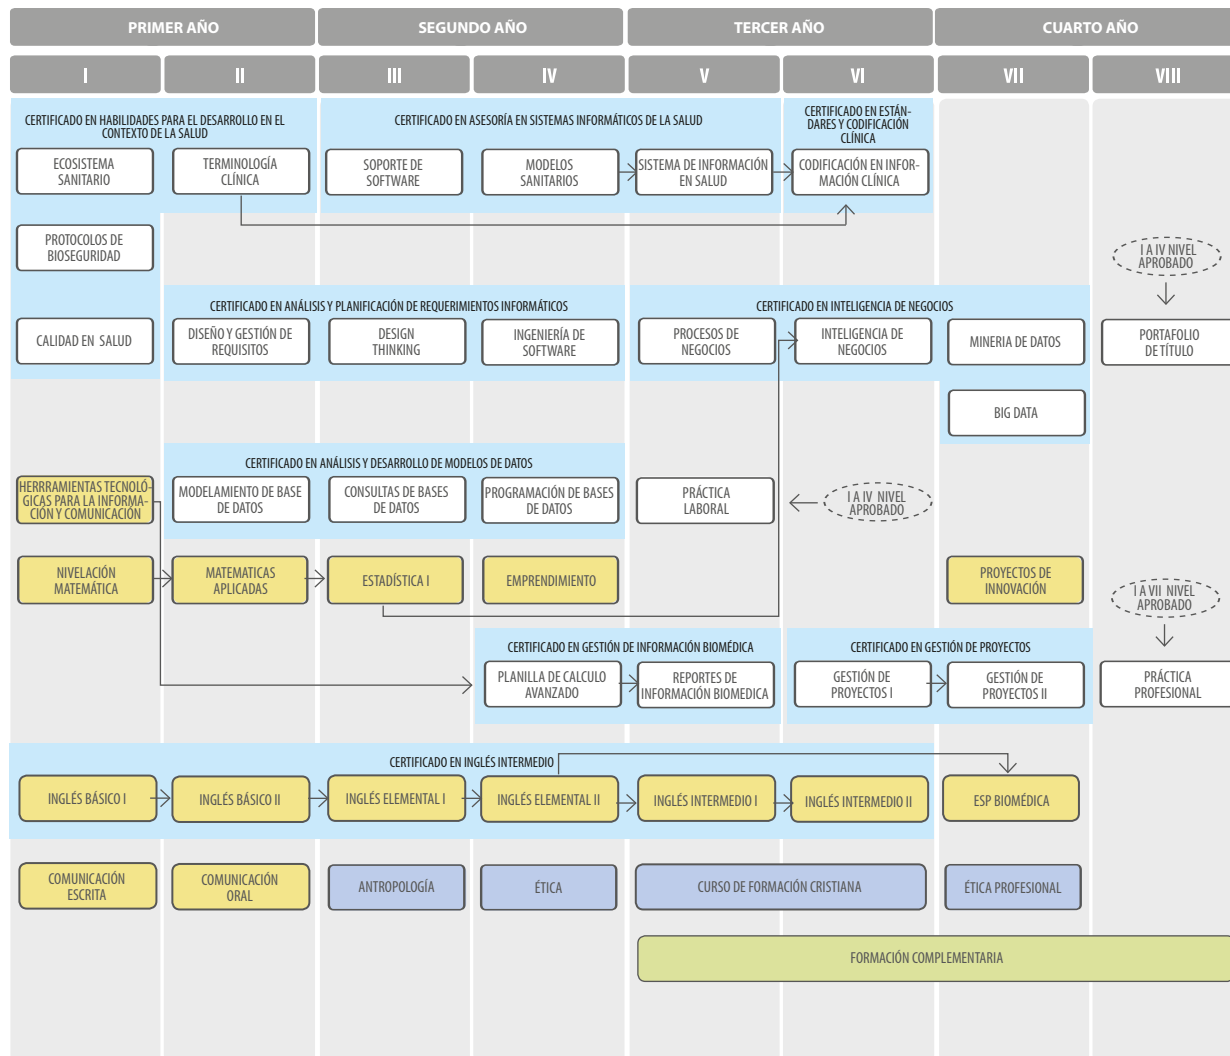 PRIMER AÑO
SEGUNDO AÑO
TERCER AÑO
CUARTO AÑO
I
II
III
IV
V
VI
VII
VIII
CERTIFICADO EN HABILIDADES PARA EL DESARROLLO EN EL
CONTEXTO DE LA SALUD
CERTIFICADO EN ASESORÍA EN SISTEMAS INFORMÁTICOS DE LA SALUD
CERTIFICADO EN ESTÁN-
DARES Y CODIFICACIÓN
CLÍNICA
ECOSISTEMA
SANITARIO
TERMINOLOGÍA
CLÍNICA
SOPORTE DE
SOFTWARE
MODELOS
SANITARIOS
SISTEMA DE INFORMACIÓN
EN SALUD
CODIFICACIÓN EN INFOR-
MACIÓN CLÍNICA
PROTOCOLOS DE
BIOSEGURIDAD
I A IV NIVEL
APROBADO
CERTIFICADO EN ANÁLISIS Y PLANIFICACIÓN DE REQUERIMIENTOS INFORMÁTICOS
CERTIFICADO EN INTELIGENCIA DE NEGOCIOS
CALIDAD EN SALUD
DISEÑO Y GESTIÓN DE
REQUISITOS
DESIGN
THINKING
INGENIERÍA DE
SOFTWARE
PROCESOS DE
NEGOCIOS
INTELIGENCIA DE
NEGOCIOS
MINERIA DE DATOS
PORTAFOLIO
DE TÍTULO
BIG DATA
CERTIFICADO EN ANÁLISIS Y DESARROLLO DE MODELOS DE DATOS
HERRRAMIENTAS TECNOLÓ-
GICAS PARA LA INFORMA-
CIÓN Y COMUNICACIÓN
MODELAMIENTO DE BASE
DE DATOS
CONSULTAS DE BASES
DE DATOS
PROGRAMACIÓN DE BASES
DE DATOS
PRÁCTICA
LABORAL
I A IV NIVEL
APROBADO
NIVELACIÓN
MATEMÁTICA
MATEMATICAS
APLICADAS
ESTADÍSTICA I
EMPRENDIMIENTO
PROYECTOS DE
INNOVACIÓN
I A VII NIVEL
APROBADO
CERTIFICADO EN GESTIÓN DE INFORMACIÓN BIOMÉDICA
CERTIFICADO EN GESTIÓN DE PROYECTOS
PLANILLA DE CALCULO
AVANZADO
REPORTES DE
INFORMACIÓN BIOMEDICA
GESTIÓN DE
PROYECTOS I
GESTIÓN DE
PROYECTOS II
PRÁCTICA
PROFESIONAL
CERTIFICADO EN INGLÉS INTERMEDIO
INGLÉS BÁSICO I
INGLÉS BÁSICO II
INGLÉS ELEMENTAL I
INGLÉS ELEMENTAL II
INGLÉS INTERMEDIO I
INGLÉS INTERMEDIO II
ESP BIOMÉDICA
COMUNICACIÓN
ESCRITA
COMUNICACIÓN
ORAL
ANTROPOLOGÍA
ÉTICA
CURSO DE FORMACIÓN CRISTIANA
ÉTICA PROFESIONAL
FORMACIÓN COMPLEMENTARIA